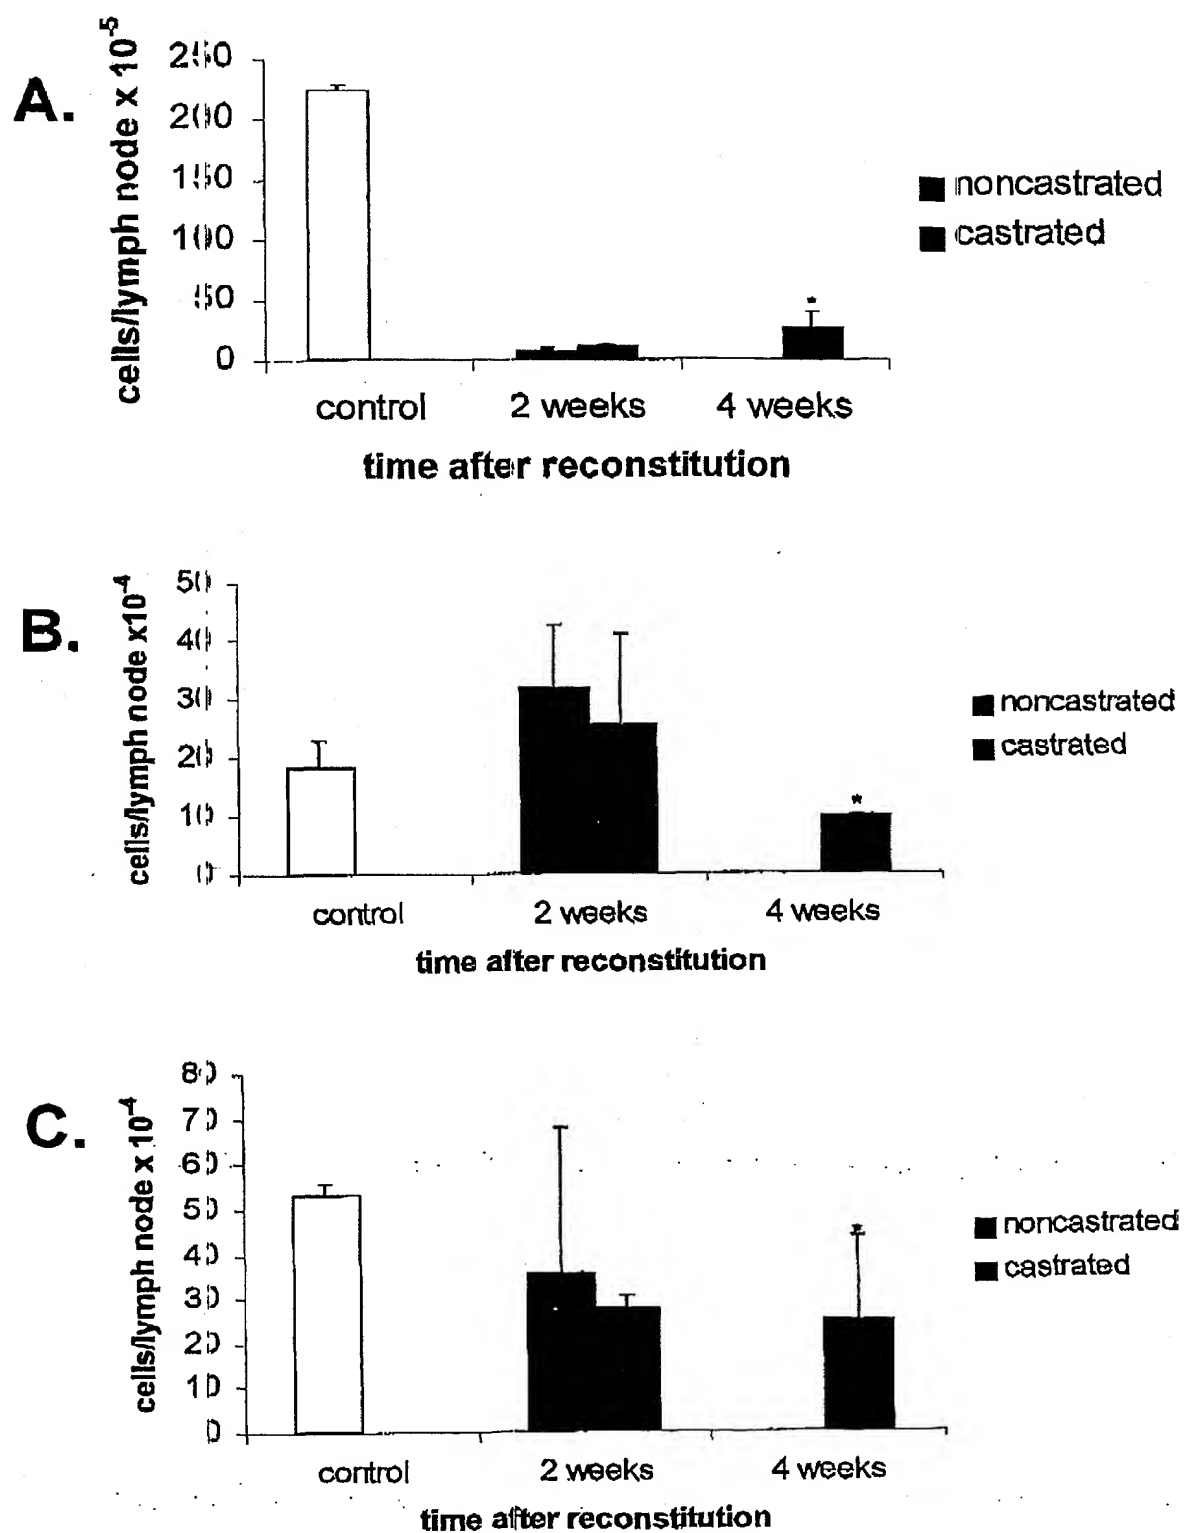 A.
cells/lymph node x 10-5
250
200
150
100
50
0
*
noncastrated
castrated
control 2 weeks 4 weeks
time after reconstitution
B.
cells/lymph node x10-4
50
40
30
20
10
0
*
noncastrated
castrated
control 2 weeks 4 weeks
time after reconstitution
C.
cells/lymph node x 10-4
80
70
60
50
40
30
20
10
0
*
noncastrated
castrated
control 2 weeks 4 weeks
time after reconstitution